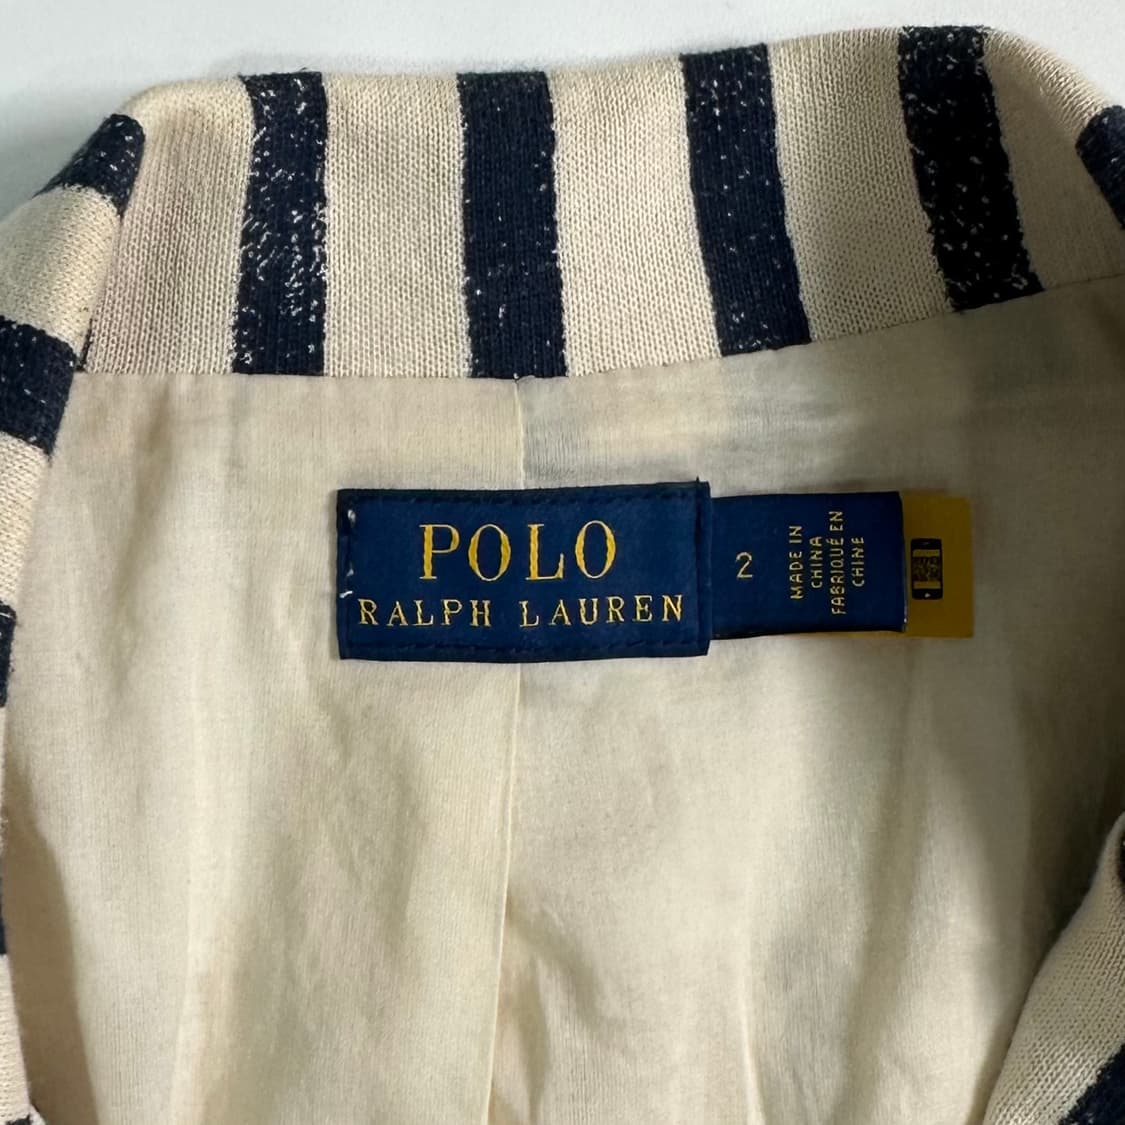 POLO
RALPH LAUREN
2
MADE IN
CHINA
FABRIQUÉ EN
CHINE